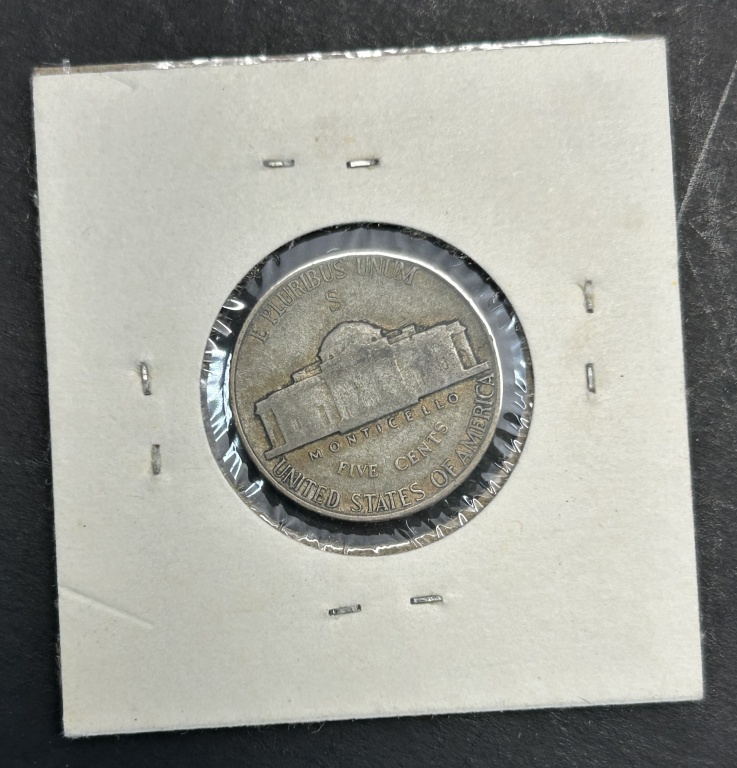 E PLURIBUS UNUM
S
MONTICELLO
FIVE CENTS
UNITED STATES OF AMERICA